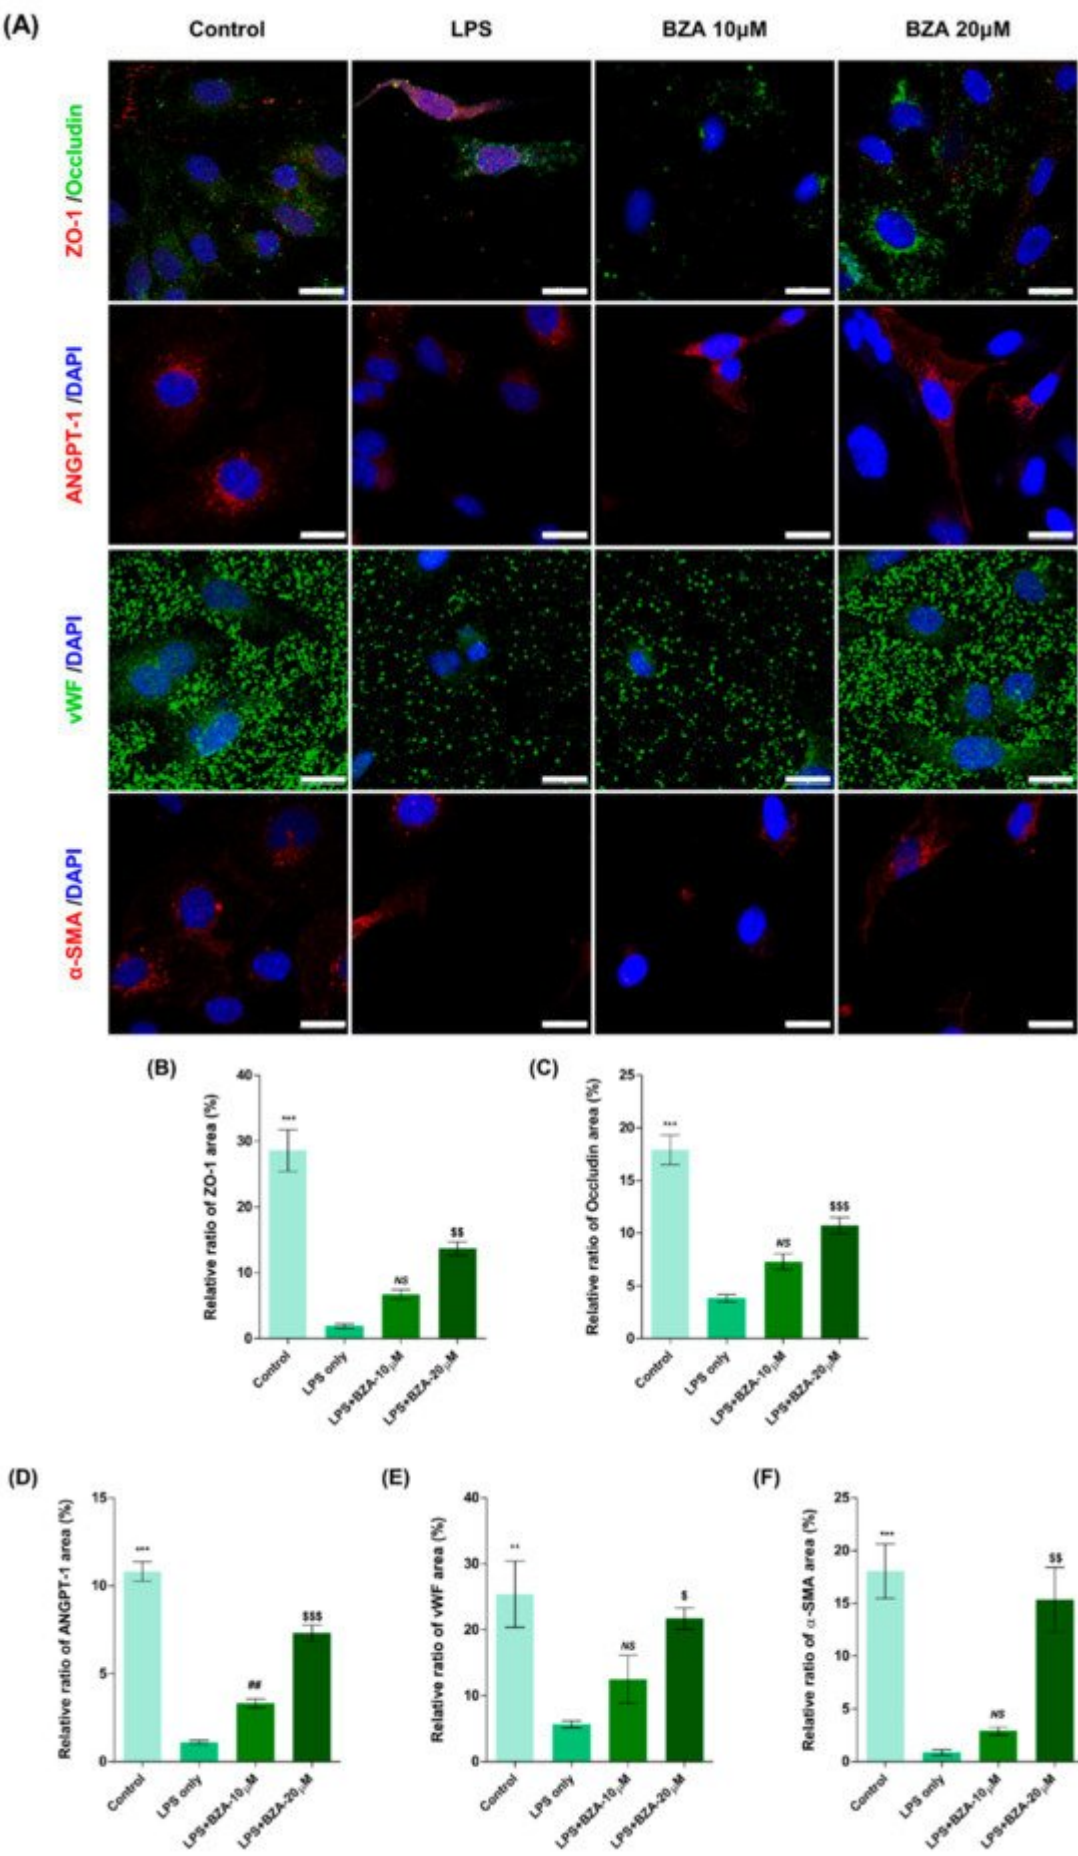 (A)
Control LPS BZA 10μM BZA 20μM
ZO-1 /Occludin
ANGPT-1 /DAPI
vWF /DAPI
α-SMA /DAPI
(B)
Relative ratio of ZO-1 area (%)
40
30
20
10
0
***
NS
$$
Control
LPS only
LPS+BZA-10μM
LPS+BZA-20μM
(C)
Relative ratio of Occludin area (%)
25
20
15
10
5
0
***
NS
$$$
Control
LPS only
LPS+BZA-10μM
LPS+BZA-20μM
(D)
Relative ratio of ANGPT-1 area (%)
15
10
5
0
***
##
$$$
Control
LPS only
LPS+BZA-10μM
LPS+BZA-20μM
(E)
Relative ratio of vWF area (%)
40
30
20
10
0
**
NS
$
Control
LPS only
LPS+BZA-10μM
LPS+BZA-20μM
(F)
Relative ratio of α-SMA area (%)
25
20
15
10
5
0
***
NS
$$
Control
LPS only
LPS+BZA-10μM
LPS+BZA-20μM